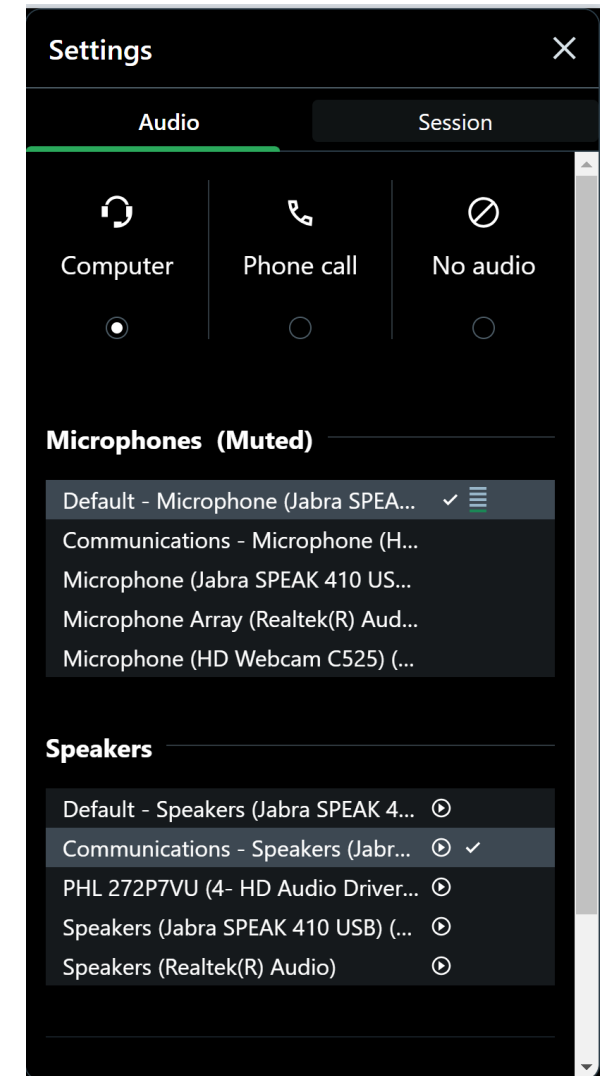 Settings
Audio
Session
Computer
Phone call
No audio
Microphones (Muted)
Default - Microphone (Jabra SPEA...
Communications - Microphone (H...
Microphone (Jabra SPEAK 410 US...
Microphone Array (Realtek(R) Aud...
Microphone (HD Webcam C525) (...
Speakers
Default - Speakers (Jabra SPEAK 4...
Communications - Speakers (Jabr...
PHL 272P7VU (4- HD Audio Driver...
Speakers (Jabra SPEAK 410 USB) (...
Speakers (Realtek(R) Audio)